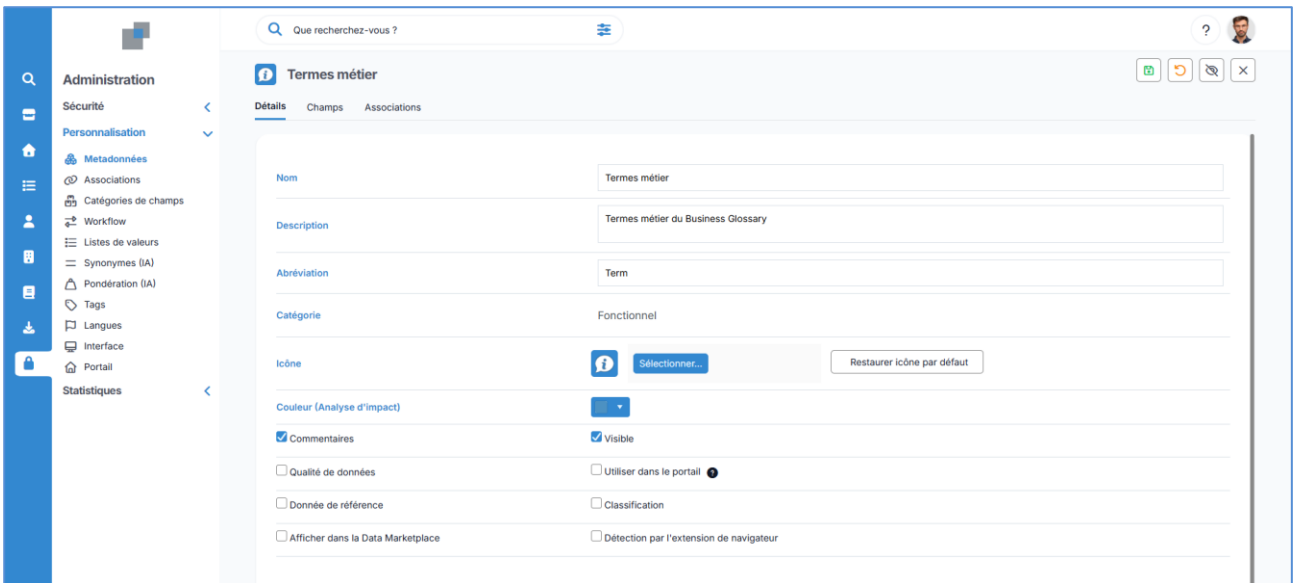 Que recherchez-vous ?
?
Administration
Sécurité
Personnalisation
Metadonnées
Associations
Catégories de champs
Workflow
Listes de valeurs
Synonymes (IA)
Pondération (IA)
Tags
Langues
Interface
Portail
Statistiques
Termes métier
Détails Champs Associations
Nom Termes métier
Description Termes métier du Business Glossary
Abréviation Term
Catégorie Fonctionnel
Icône Sélectionner... Restaurer icône par défaut
Couleur (Analyse d'impact)
Commentaires Visible
Qualité de données Utiliser dans le portail ?
Donnée de référence Classification
Afficher dans la Data Marketplace Détection par l'extension de navigateur